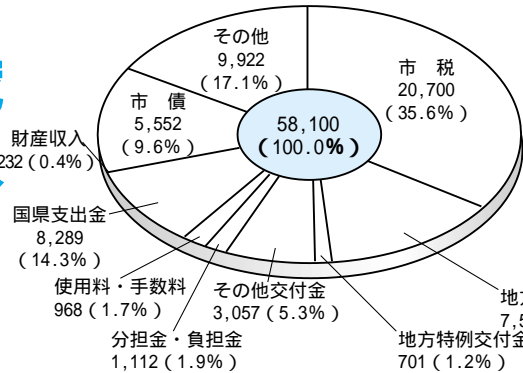 その他
9,922
(17.1%)
市 税
20,700
(35.6%)
市 債
5,552
(9.6%)
58,100
(100.0%)
財産収入
232(0.4%)
国県支出金
8,289
(14.3%)
使用料・手数料
968(1.7%)
分担金・負担金
1,112(1.9%)
その他交付金
3,057(5.3%)
地方特例交付金
701(1.2%)
地方
7,5